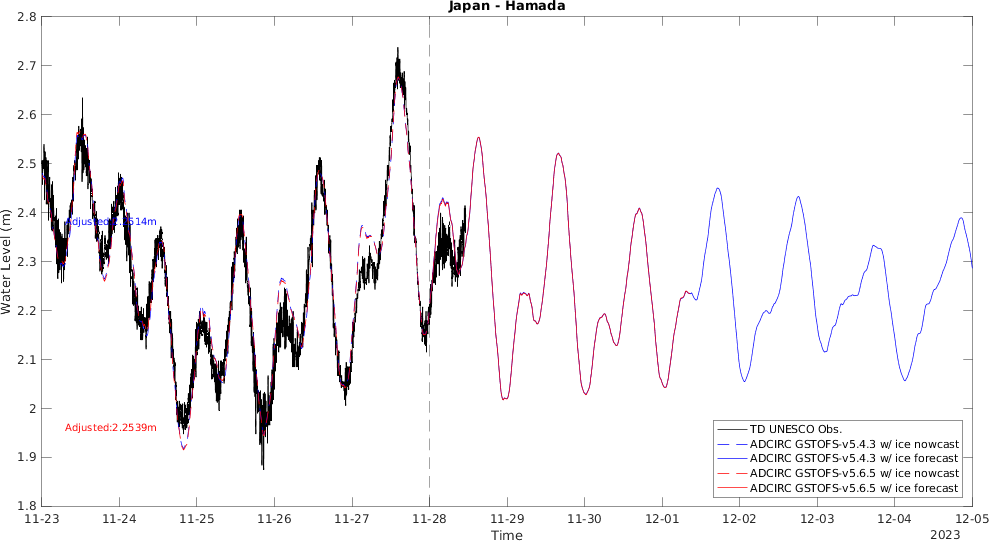 Japan - Hamada
Water Level (m)
2.8
2.7
2.6
2.5
2.4
2.3
2.2
2.1
2
1.9
1.8
Adjusted:2.2539m
TD UNESCO Obs.
ADCIRC GSTOFS-v5.4.3 w/ ice nowcast
ADCIRC GSTOFS-v5.4.3 w/ ice forecast
ADCIRC GSTOFS-v5.6.5 w/ ice nowcast
ADCIRC GSTOFS-v5.6.5 w/ ice forecast
11-23 11-24 11-25 11-26 11-27 11-28 11-29 11-30 12-01 12-02 12-03 12-04 12-05
Time
2023